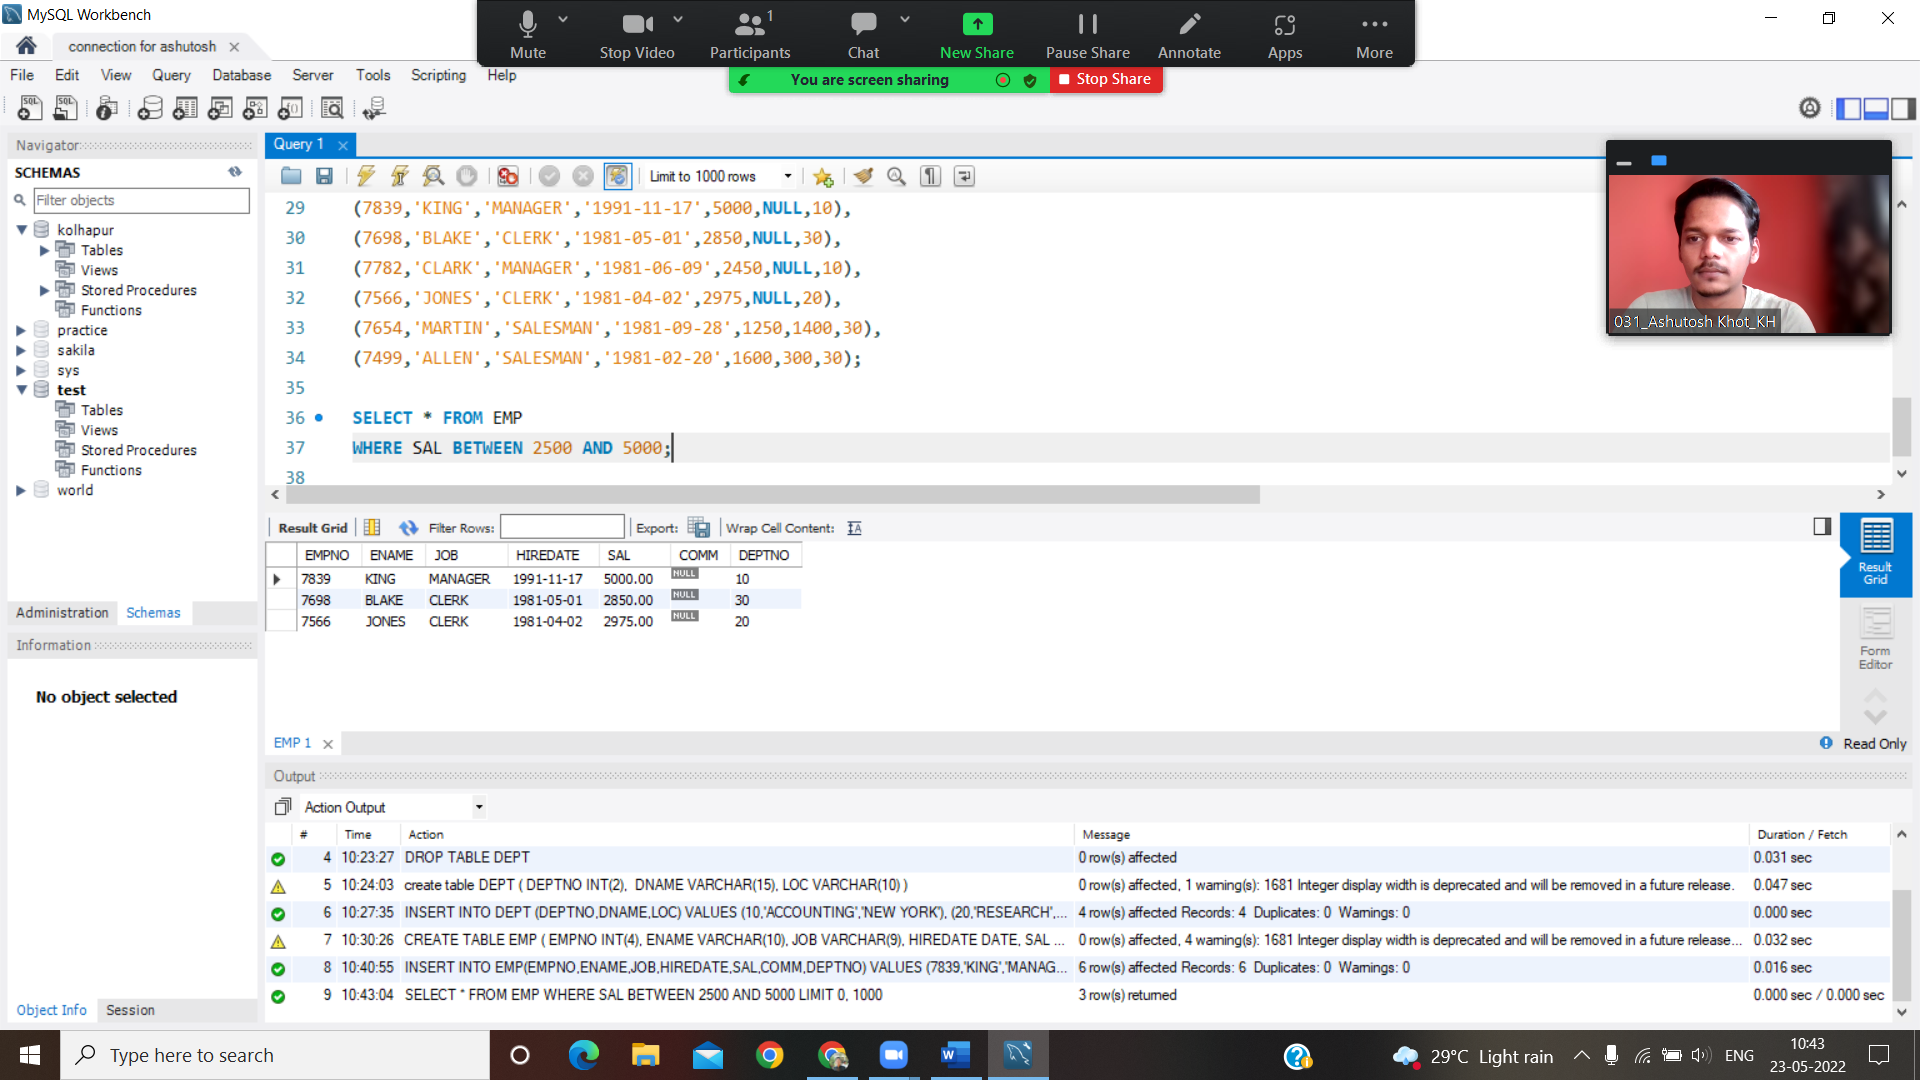 MySQL Workbench
connection for ashutosh
Mute
Stop Video
1
Participants
Chat
New Share
Pause Share
Annotate
Apps
More
You are screen sharing
Stop Share
File Edit View Query Database Server Tools Scripting Help
Navigator
SCHEMAS
Filter objects
kolhapur
Tables
Views
Stored Procedures
Functions
practice
sakila
sys
test
Tables
Views
Stored Procedures
Functions
world
Administration Schemas
Information
No object selected
Object Info Session
Query 1
Limit to 1000 rows
29 (7839,'KING','MANAGER','1991-11-17',5000,NULL,10),
30 (7698,'BLAKE','CLERK','1981-05-01',2850,NULL,30),
31 (7782,'CLARK','MANAGER','1981-06-09',2450,NULL,10),
32 (7566,'JONES','CLERK','1981-04-02',2975,NULL,20),
33 (7654,'MARTIN','SALESMAN','1981-09-28',1250,1400,30),
34 (7499,'ALLEN','SALESMAN','1981-02-20',1600,300,30);
35
36 SELECT * FROM EMP
37 WHERE SAL BETWEEN 2500 AND 5000;
38
031_Ashutosh Khot_KH
Result Grid Filter Rows: Export: Wrap Cell Content:
EMPNO ENAME JOB HIREDATE SAL COMM DEPTNO
7839 KING MANAGER 1991-11-17 5000.00 NULL 10
7698 BLAKE CLERK 1981-05-01 2850.00 NULL 30
7566 JONES CLERK 1981-04-02 2975.00 NULL 20
Result
Grid
Form
Editor
EMP 1
Read Only
Output
Action Output
# Time Action Message Duration / Fetch
4 10:23:27 DROP TABLE DEPT 0 row(s) affected 0.031 sec
5 10:24:03 create table DEPT ( DEPTNO INT(2), DNAME VARCHAR(15), LOC VARCHAR(10) ) 0 row(s) affected, 1 warning(s): 1681 Integer display width is deprecated and will be removed in a future release. 0.047 sec
6 10:27:35 INSERT INTO DEPT (DEPTNO,DNAME,LOC) VALUES (10,'ACCOUNTING','NEW YORK'), (20,'RESEARCH',... 4 row(s) affected Records: 4 Duplicates: 0 Warnings: 0 0.000 sec
7 10:30:26 CREATE TABLE EMP ( EMPNO INT(4), ENAME VARCHAR(10), JOB VARCHAR(9), HIREDATE DATE, SAL ... 0 row(s) affected, 4 warning(s): 1681 Integer display width is deprecated and will be removed in a future release... 0.032 sec
8 10:40:55 INSERT INTO EMP(EMPNO,ENAME,JOB,HIREDATE,SAL,COMM,DEPTNO) VALUES (7839,'KING','MANAG... 6 row(s) affected Records: 6 Duplicates: 0 Warnings: 0 0.016 sec
9 10:43:04 SELECT * FROM EMP WHERE SAL BETWEEN 2500 AND 5000 LIMIT 0, 1000 3 row(s) returned 0.000 sec / 0.000 sec
Type here to search
29°C Light rain
ENG
10:43
23-05-2022